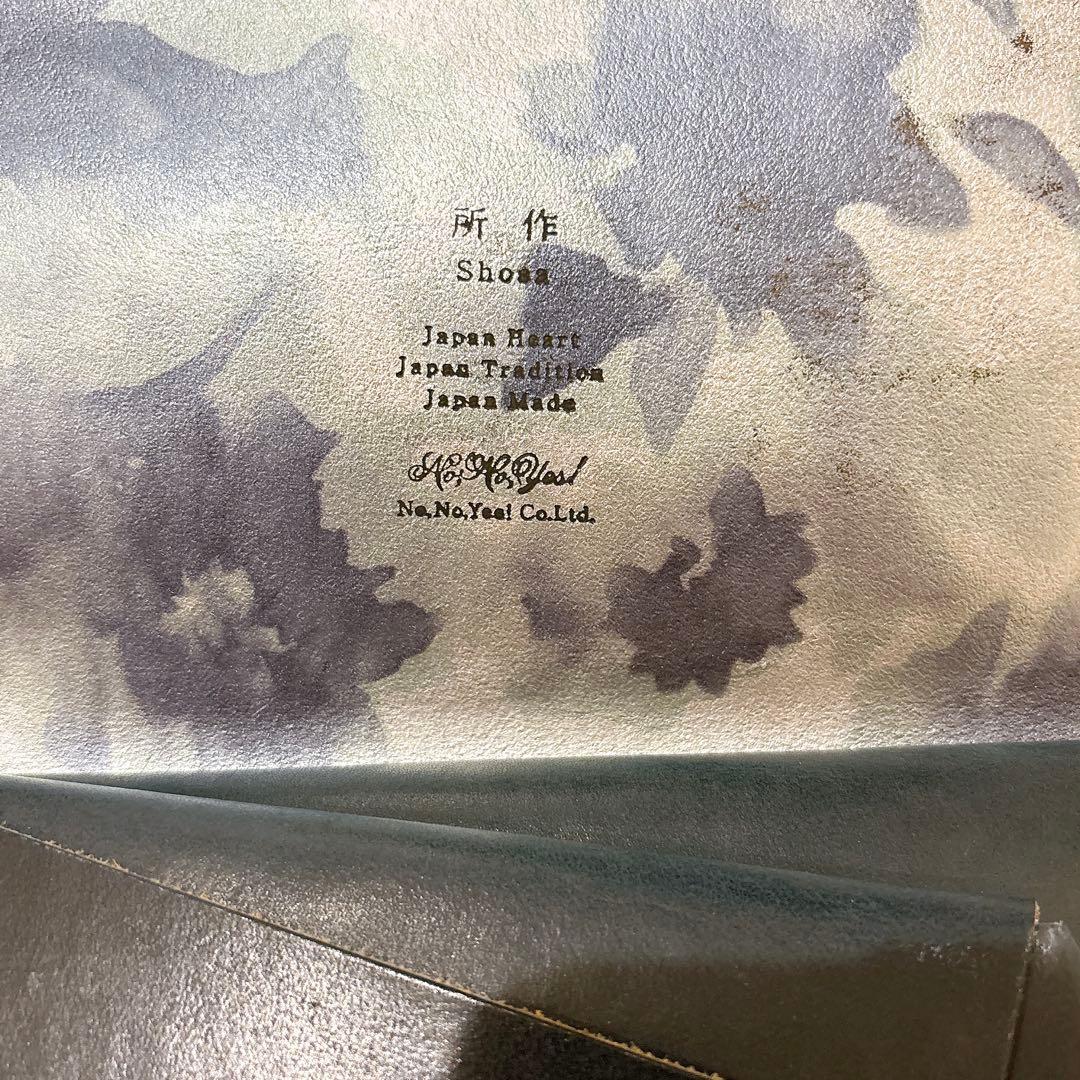 所作
Shosa
Japan Heart
Japan Tradition
Japan Made
No, No, Yes!
No,No,Yes! Co.Ltd.